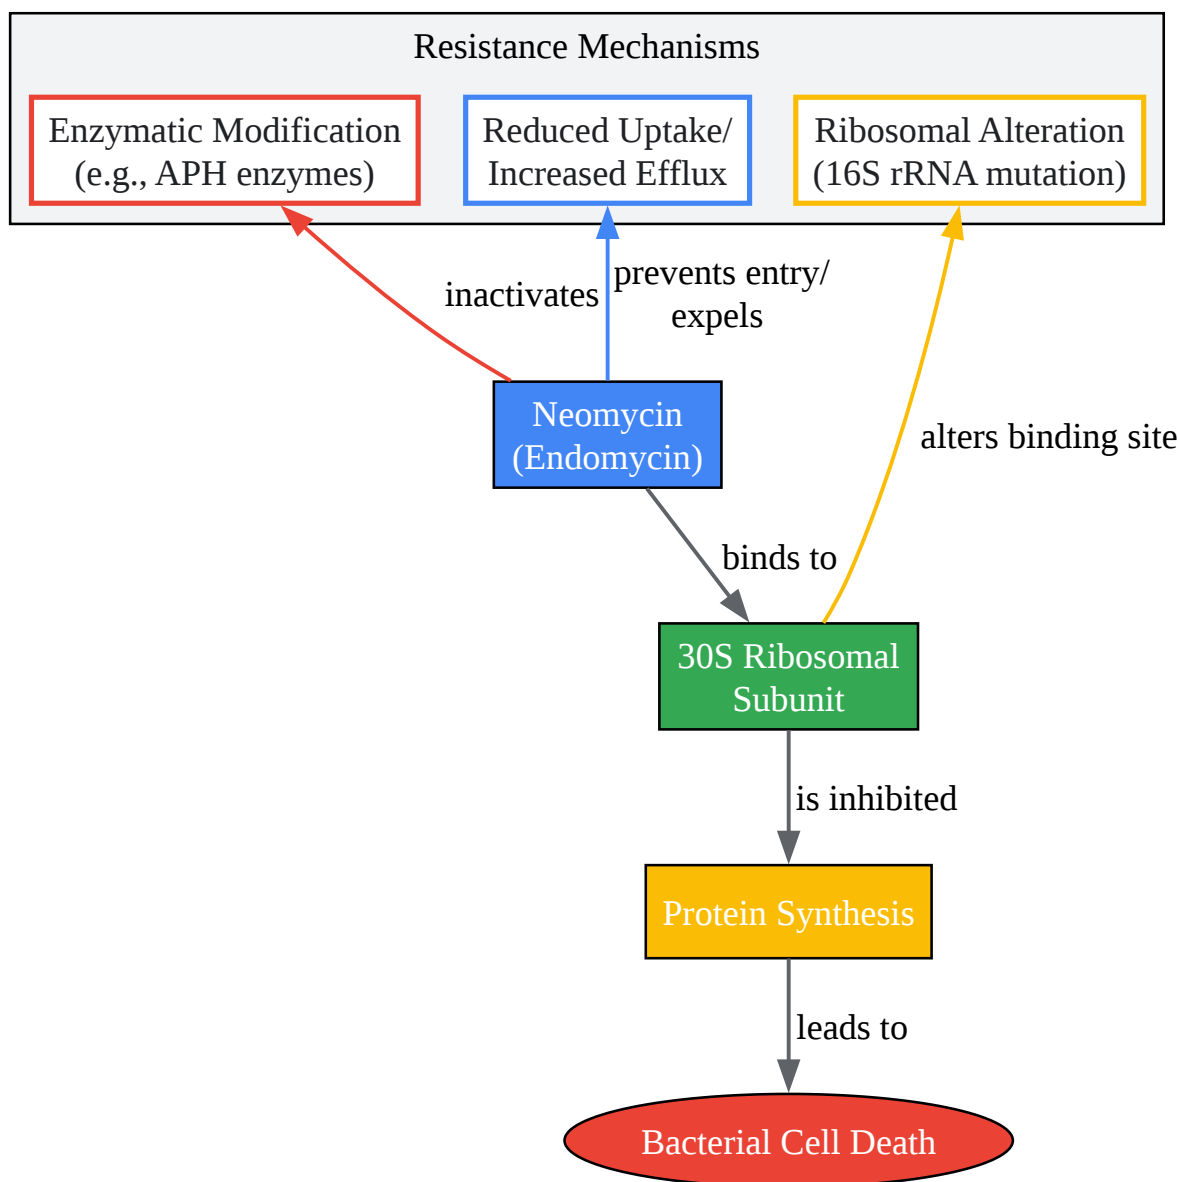 Resistance Mechanisms
Enzymatic Modification
(e.g., APH enzymes)
Reduced Uptake/
Increased Efflux
Ribosomal Alteration
(16S rRNA mutation)
inactivates
prevents entry/
expels
Neomycin
(Endomycin)
alters binding site
binds to
30S Ribosomal
Subunit
is inhibited
Protein Synthesis
leads to
Bacterial Cell Death